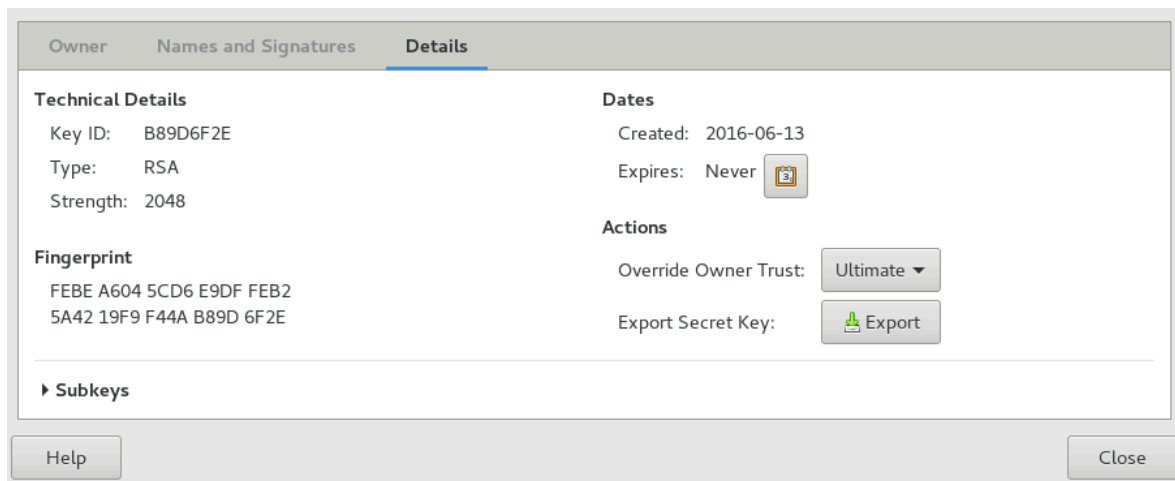 Owner Names and Signatures Details
Technical Details
Key ID: B89D6F2E
Type: RSA
Strength: 2048
Fingerprint
FEBE A604 5CD6 E9DF FEB2
5A42 19F9 F44A B89D 6F2E
Dates
Created: 2016-06-13
Expires: Never
3
Actions
Override Owner Trust: Ultimate
Export Secret Key: Export
Subkeys
Help Close